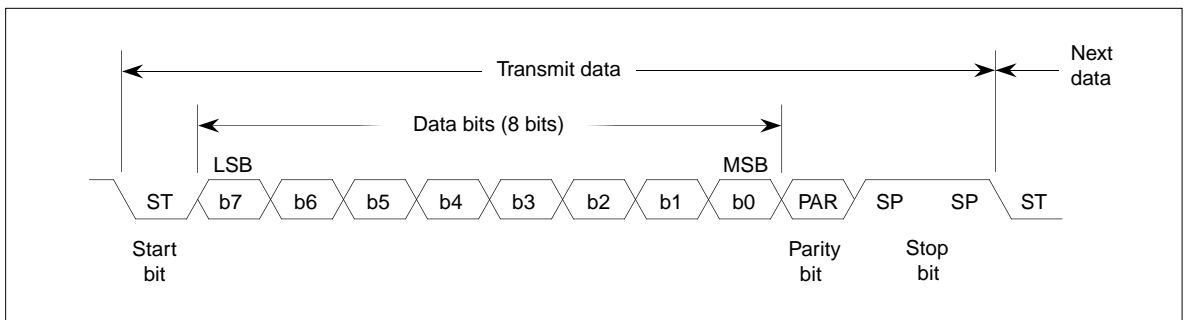 Transmit data
Next
data
Data bits (8 bits)
LSB MSB
ST b7 b6 b5 b4 b3 b2 b1 b0 PAR SP SP ST
Start
bit
Parity
bit
Stop
bit